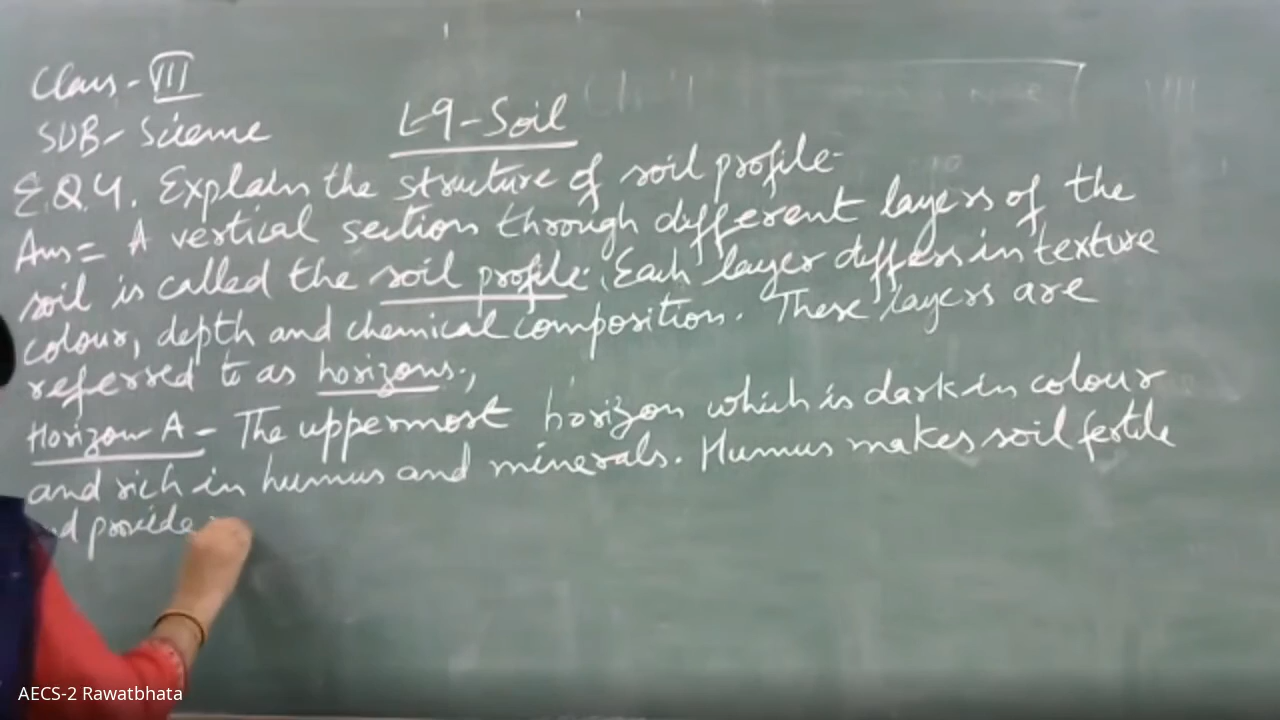 Class - VII
SUB - Science
L-9 - Soil
E.Q4. Explain the structure of soil profile.
Ans = A vertical section through different layers of the
soil is called the soil profile. Each layer differs in texture
colour, depth and chemical composition. These layers are
referred to as horizons.,
Horizon A - The uppermost horizon which is dark in colour
and rich in humus and minerals. Humus makes soil fertile
provide
AECS-2 Rawatbhata